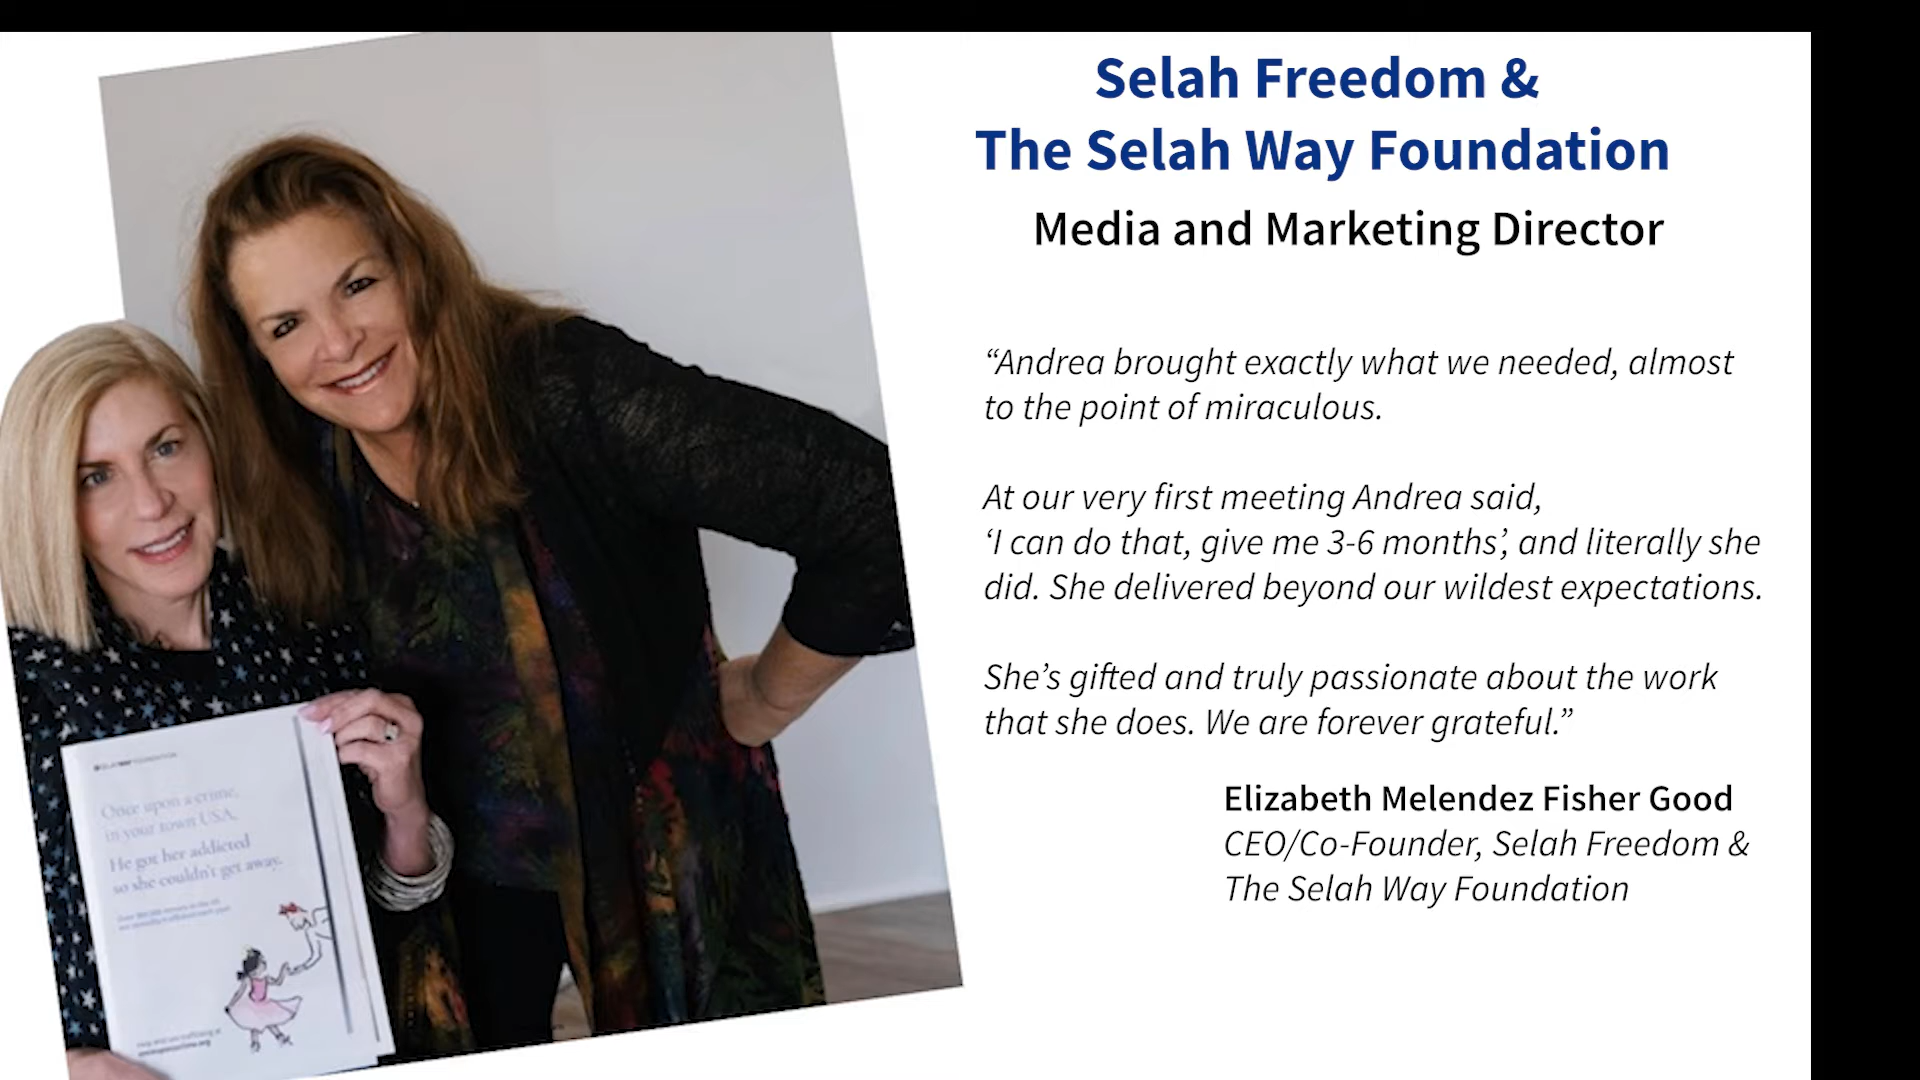 Selah Freedom &
The Selah Way Foundation
Media and Marketing Director
“Andrea brought exactly what we needed, almost
to the point of miraculous.
At our very first meeting Andrea said,
‘I can do that, give me 3-6 months’, and literally she
did. She delivered beyond our wildest expectations.
She’s gifted and truly passionate about the work
that she does. We are forever grateful.”
Elizabeth Melendez Fisher Good
CEO/Co-Founder, Selah Freedom &
The Selah Way Foundation
Once upon a crime,
in your town USA.
He got her addicted
so she couldn't get away.